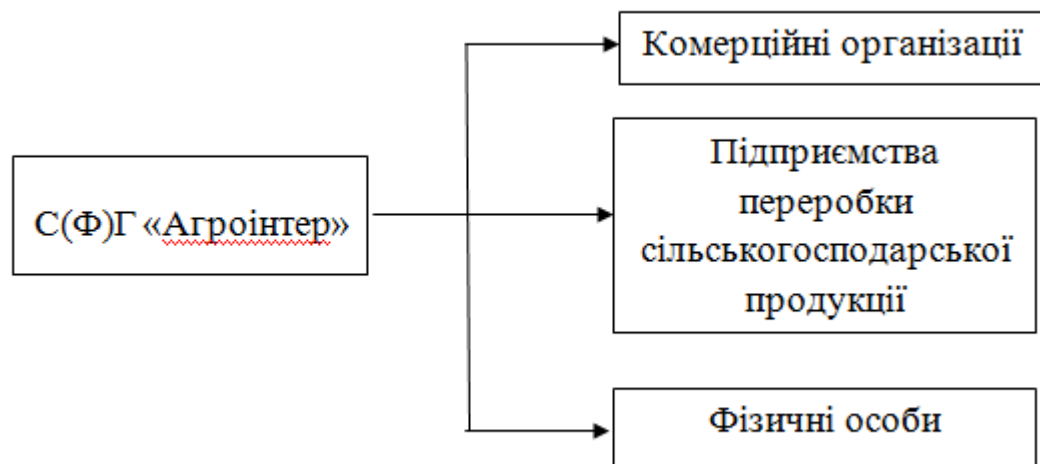 Комерційні організації
С(Ф)Г «Агроінтер»
Підприємства
переробки
сільськогосподарської
продукції
Фізичні особи